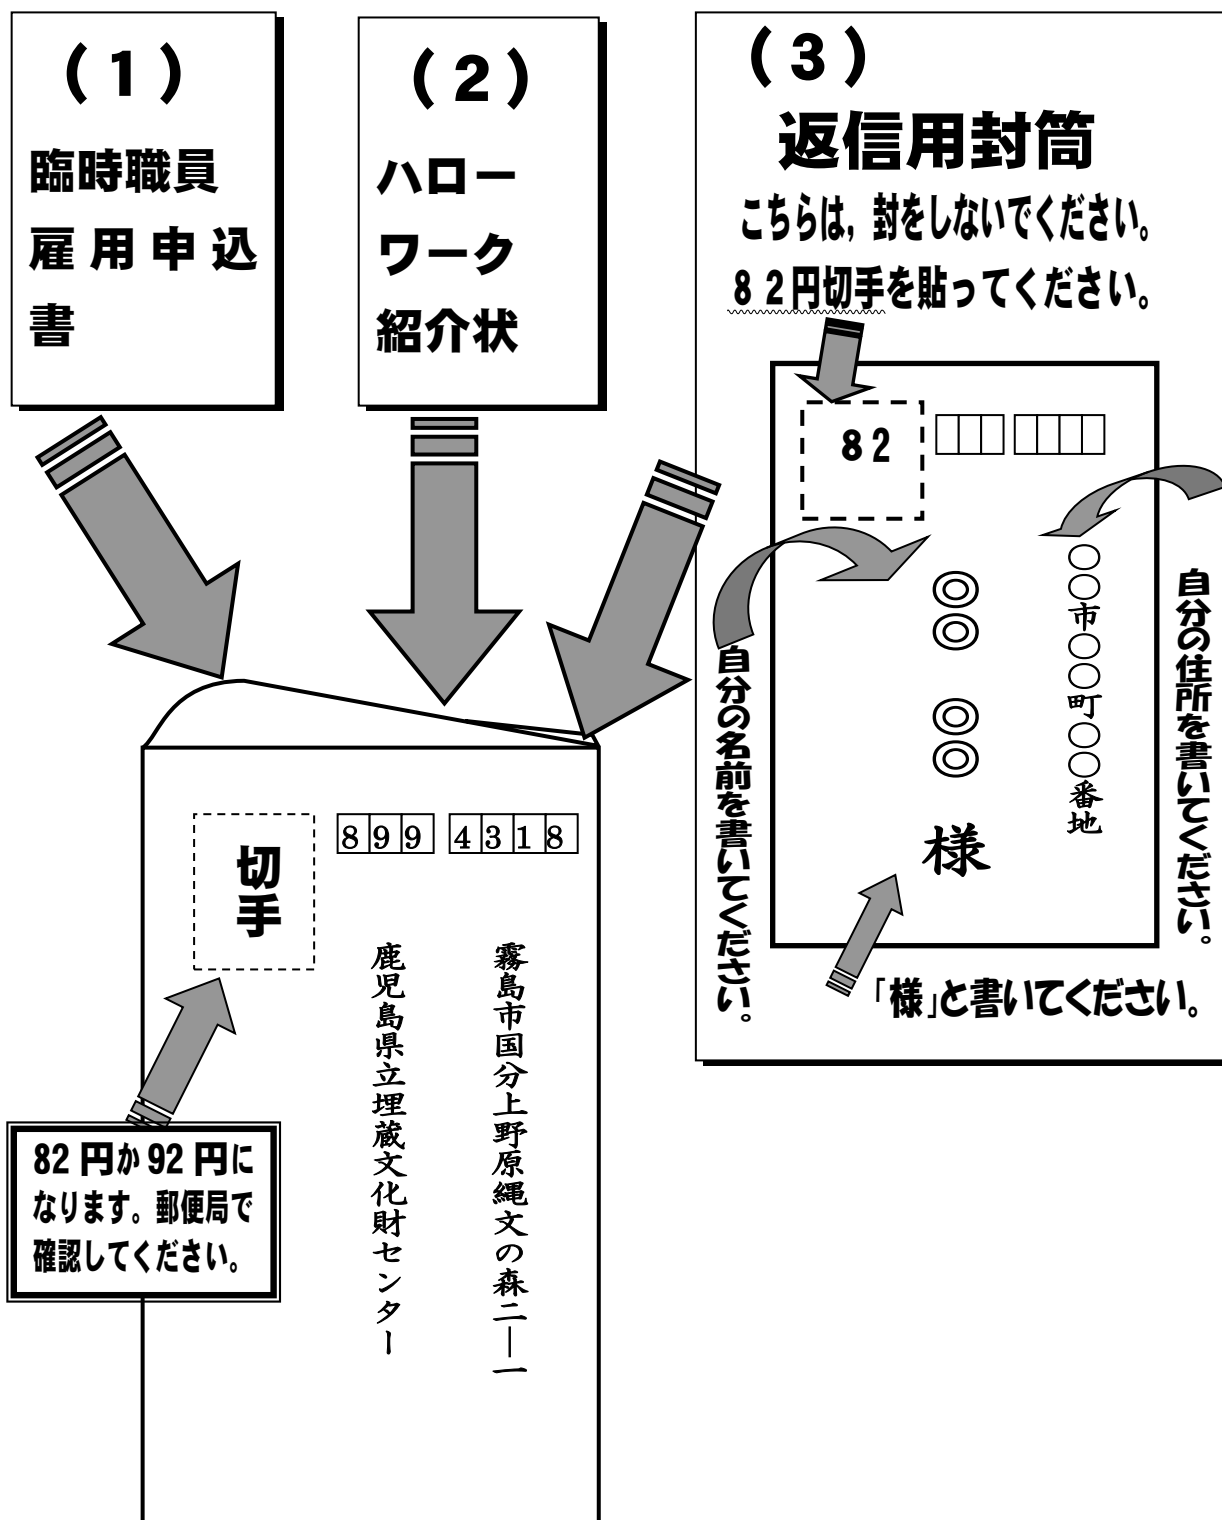 （１）
臨時職員
雇用申込
書
（２）
ハロー
ワーク
紹介状
（３）
返信用封筒
こちらは，封をしないでください。
８２円切手を貼ってください。
８２
○○市○○町○○番地
◎◎　◎◎　様
自分の住所を書いてください。
自分の名前を書いてください。
「様」と書いてください。
切手
899 4318
霧島市国分上野原縄文の森二―一
鹿児島県立埋蔵文化財センター
82 円か 92 円に
なります。郵便局で
確認してください。